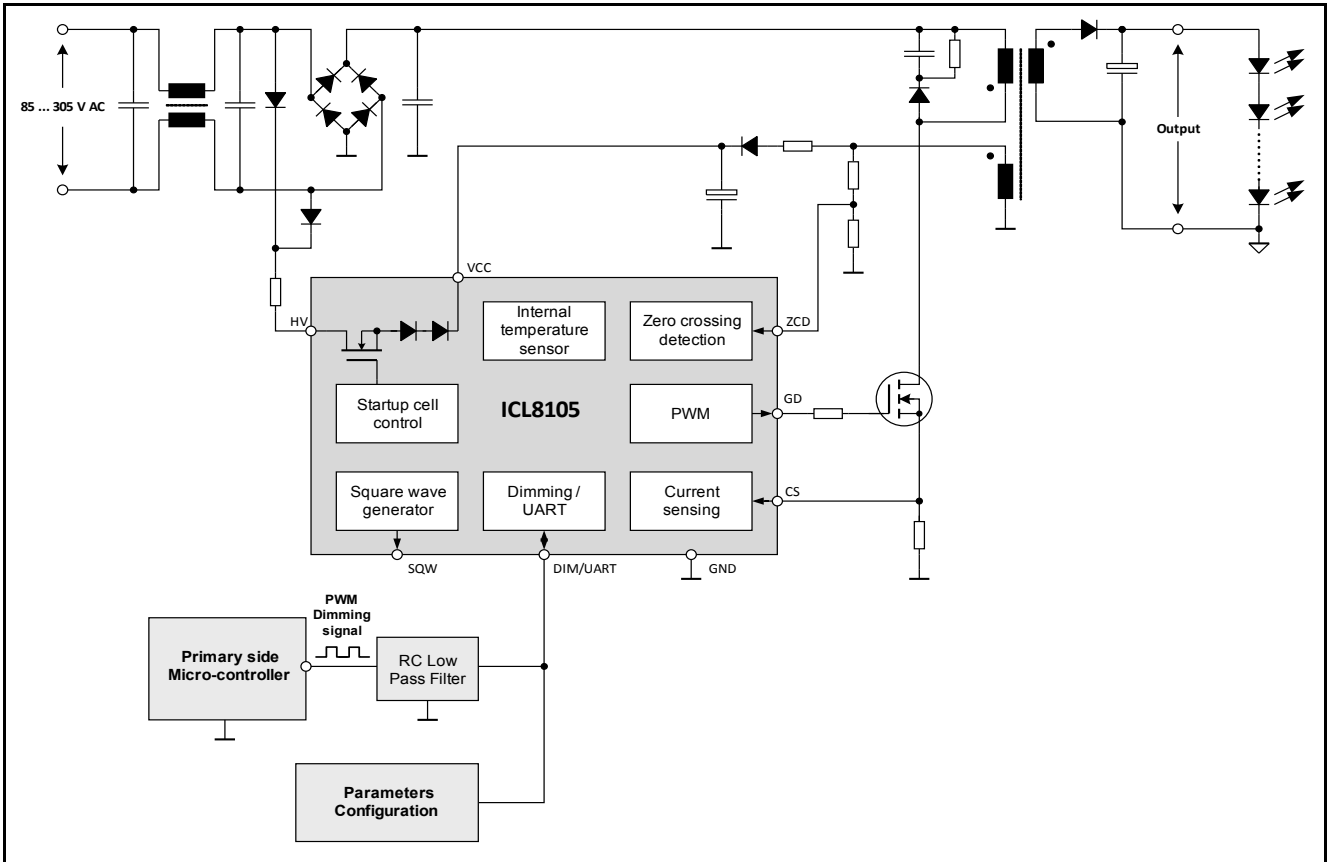 85 ... 305 V AC
Output
VCC
HV
Internal
temperature
sensor
Zero crossing
detection
ZCD
Startup cell
control
ICL8105
PWM
GD
Square wave
generator
Dimming /
UART
Current
sensing
CS
SQW
DIM/UART
GND
PWM
Dimming
signal
Primary side
Micro-controller
RC Low
Pass Filter
Parameters
Configuration